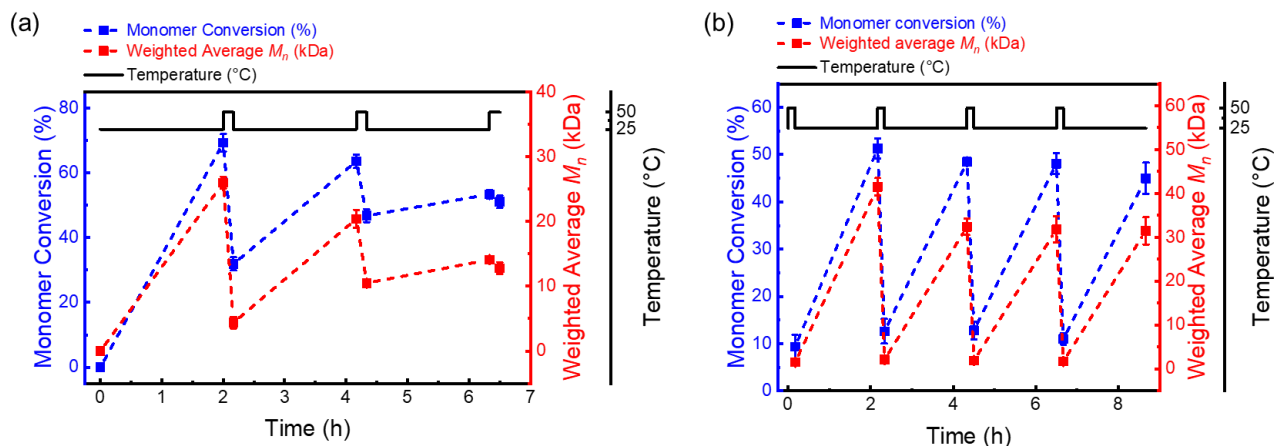 (a)
Monomer Conversion (%)
Weighted Average Mn (kDa)
Temperature (°C)
80
60
40
20
0
Monomer Conversion (%)
40
30
20
10
0
Weighted Average Mn (kDa)
50
25
Temperature (°C)
0 1 2 3 4 5 6 7
Time (h)
(b)
Monomer conversion (%)
Weighted average Mn (kDa)
Temperature (°C)
60
50
40
30
20
10
0
Monomer Conversion (%)
60
50
40
30
20
10
0
Weighted Average Mn (kDa)
50
25
Temperature (°C)
0 2 4 6 8
Time (h)